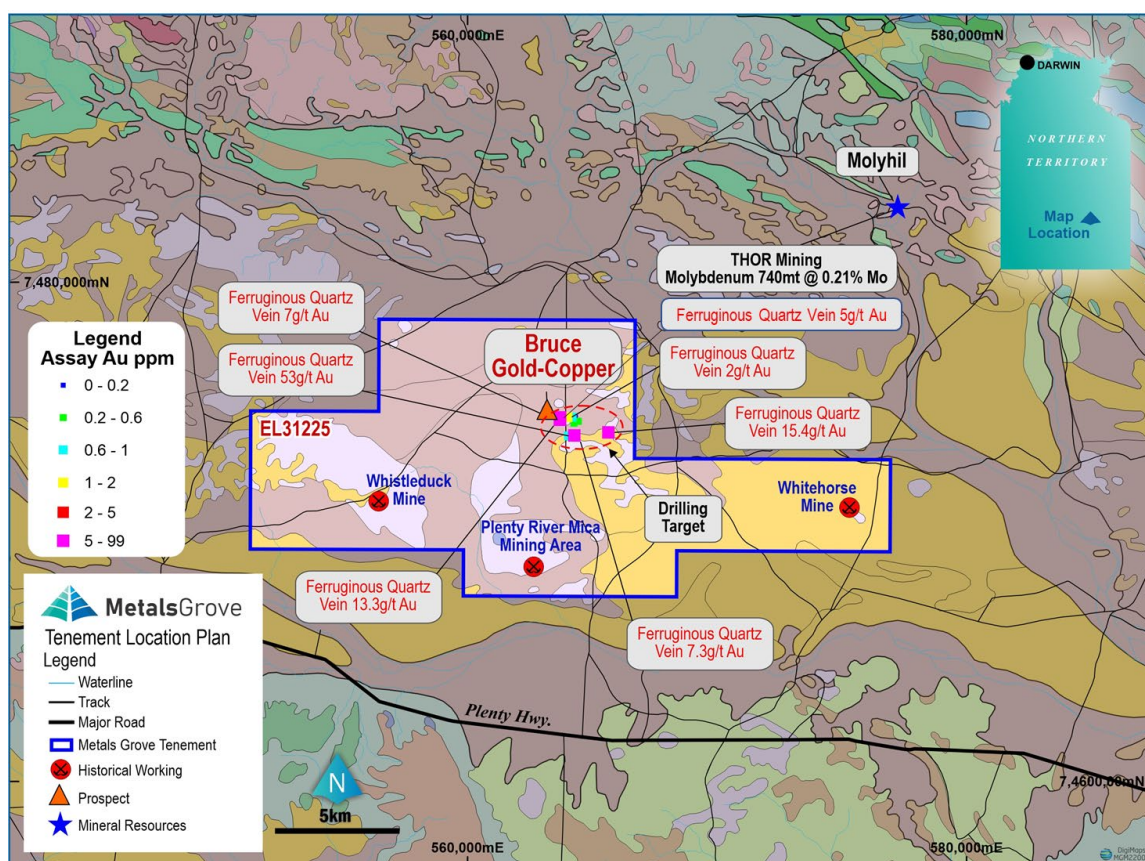 560,000mE
580,000mN
DARWIN
NORTHERN
TERRITORY
Map
Location
Molyhil
THOR Mining
Molybdenum 740mt @ 0.21% Mo
7,480,000mN
Ferruginous Quartz
Vein 7g/t Au
Ferruginous Quartz Vein 5g/t Au
Legend
Assay Au ppm
0 - 0.2
0.2 - 0.6
0.6 - 1
1 - 2
2 - 5
5 - 99
Ferruginous Quartz
Vein 53g/t Au
Bruce
Gold-Copper
Ferruginous Quartz
Vein 2g/t Au
Ferruginous Quartz
Vein 15.4g/t Au
EL31225
Whistleduck
Mine
Plenty River Mica
Mining Area
Drilling
Target
Whitehorse
Mine
Ferruginous Quartz
Vein 13.3g/t Au
Ferruginous Quartz
Vein 7.3g/t Au
MetalsGrove
Tenement Location Plan
Legend
Waterline
Track
Major Road
Metals Grove Tenement
Historical Working
Prospect
Mineral Resources
Plenty Hwy.
N
5km
7,4600,000mN
560,000mE
580,000mE
DigiMaps